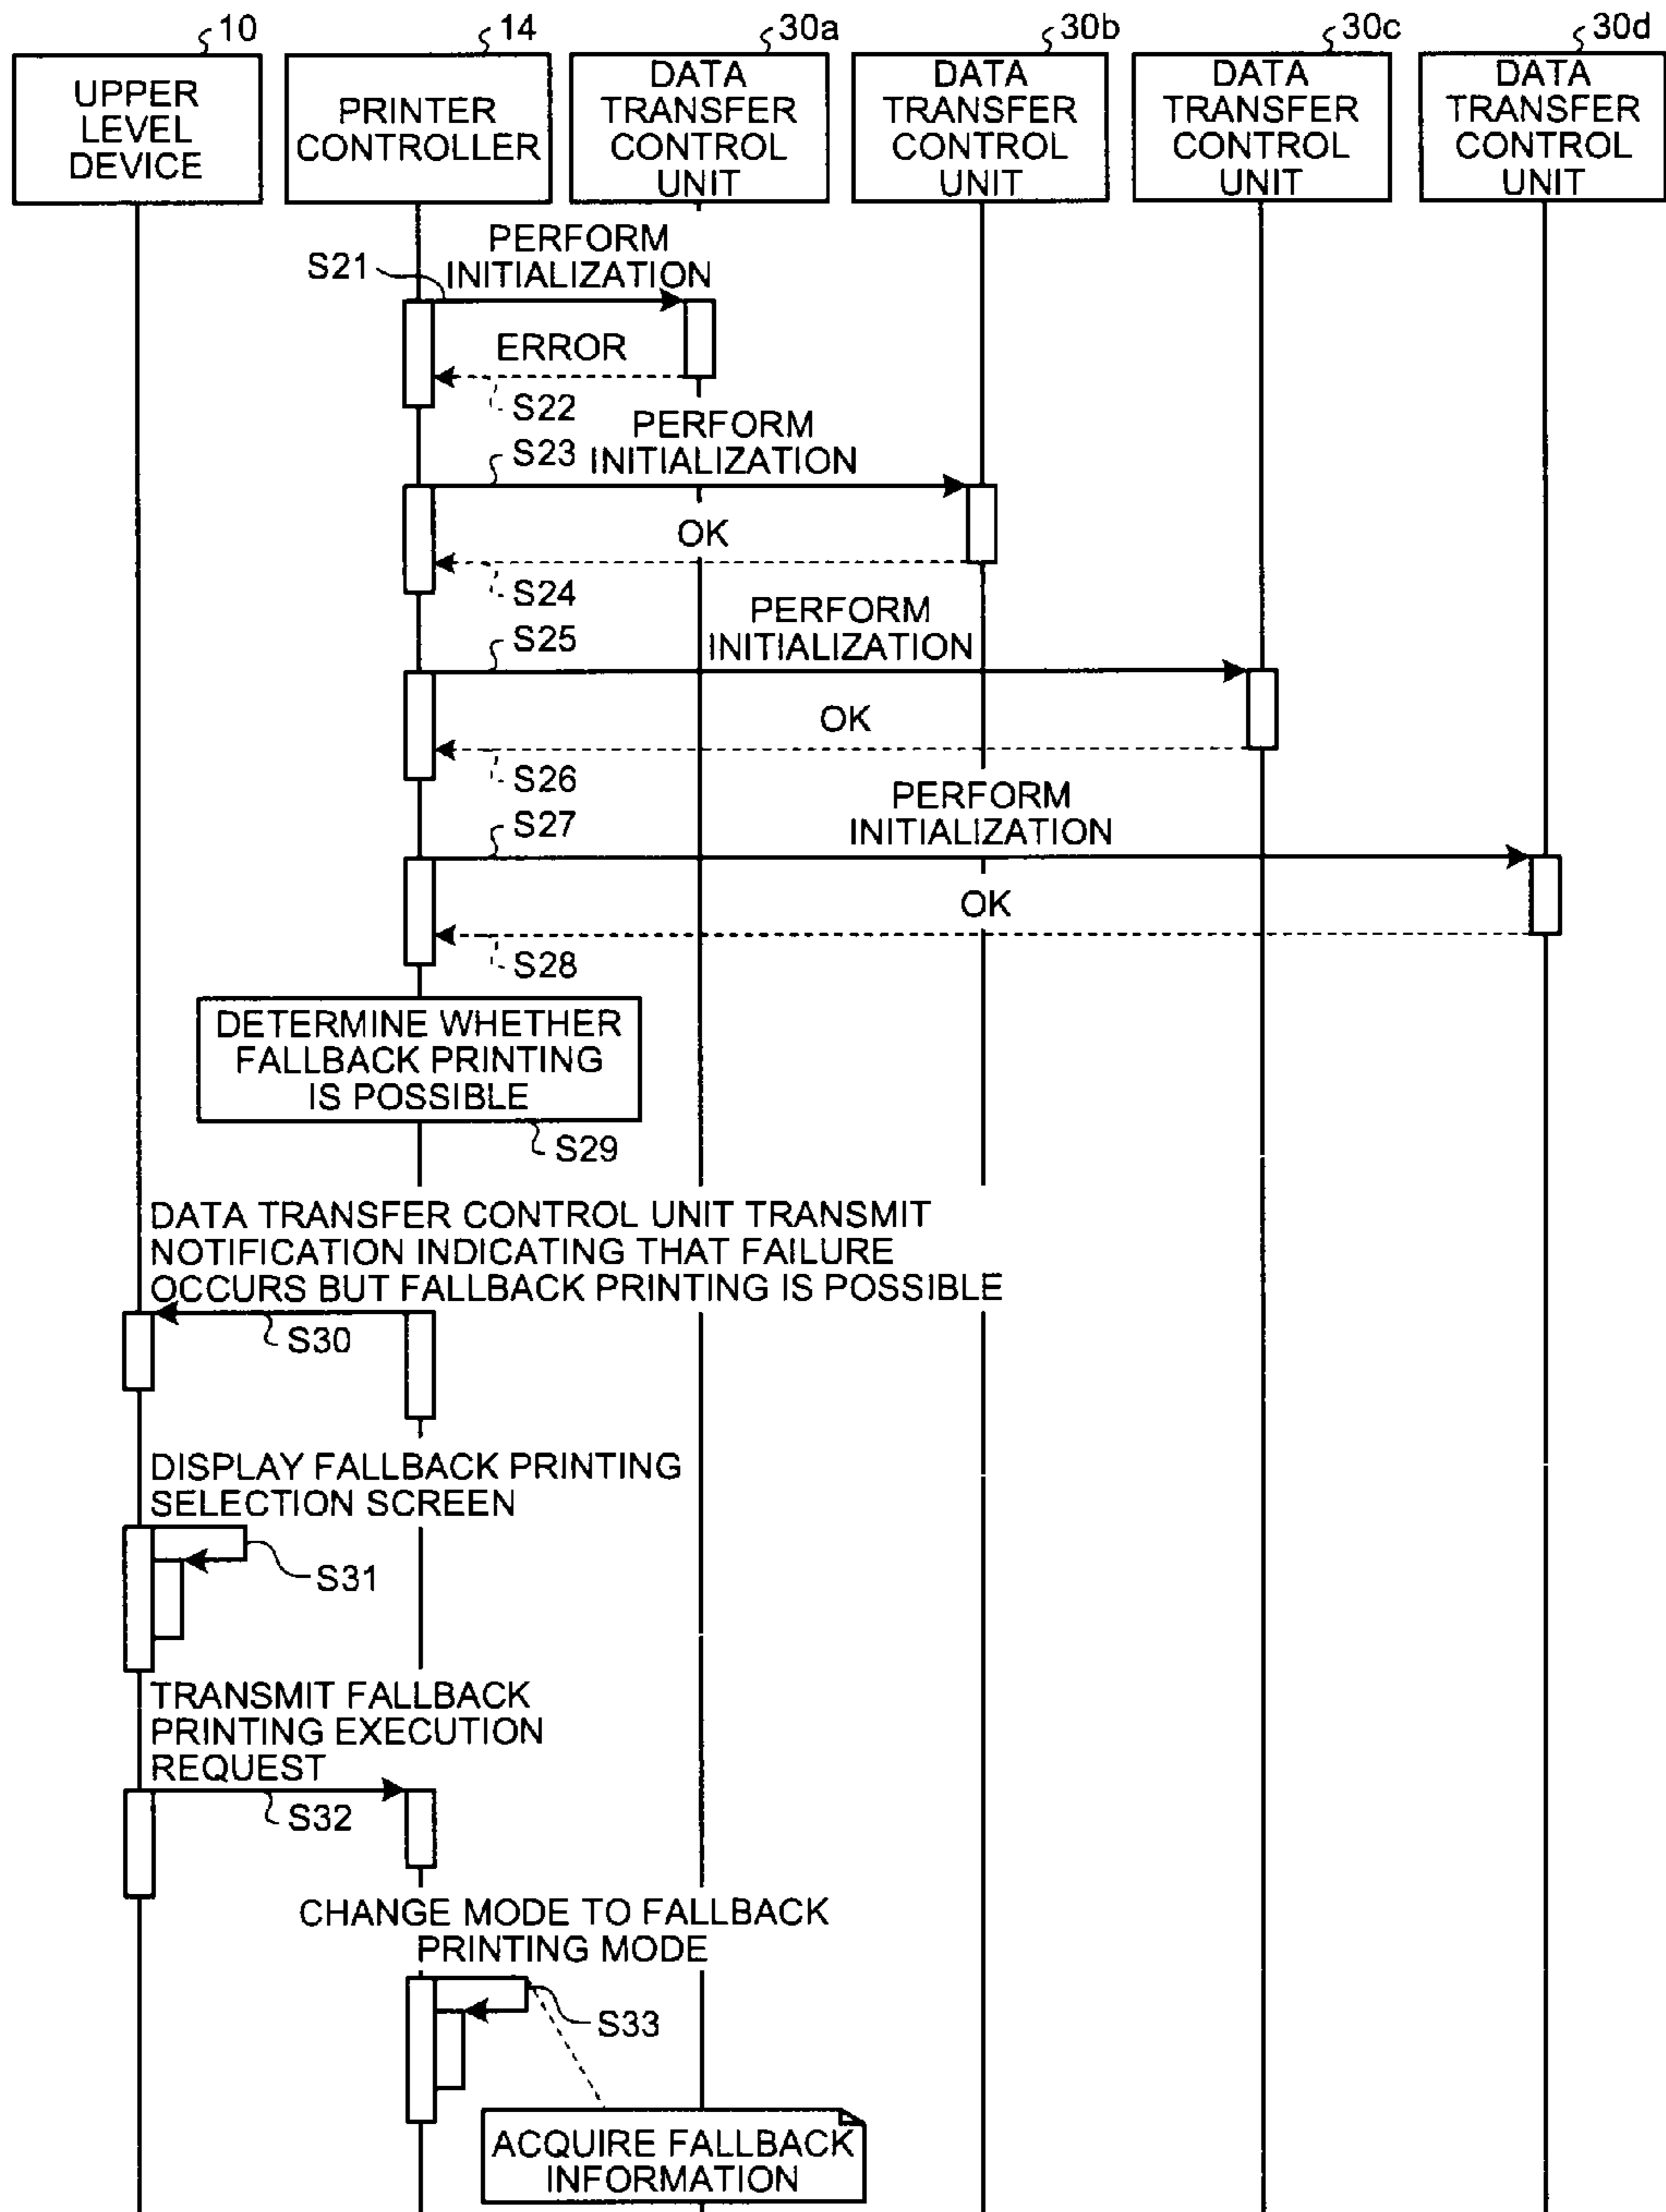 10
14
30a
30b
30c
30d
UPPER
LEVEL
DEVICE
PRINTER
CONTROLLER
DATA
TRANSFER
CONTROL
UNIT
DATA
TRANSFER
CONTROL
UNIT
DATA
TRANSFER
CONTROL
UNIT
DATA
TRANSFER
CONTROL
UNIT
PERFORM
INITIALIZATION
S21
ERROR
S22
PERFORM
INITIALIZATION
S23
OK
S24
PERFORM
INITIALIZATION
S25
OK
S26
PERFORM
INITIALIZATION
S27
OK
S28
DETERMINE WHETHER
FALLBACK PRINTING
IS POSSIBLE
S29
DATA TRANSFER CONTROL UNIT TRANSMIT
NOTIFICATION INDICATING THAT FAILURE
OCCURS BUT FALLBACK PRINTING IS POSSIBLE
S30
DISPLAY FALLBACK PRINTING
SELECTION SCREEN
S31
TRANSMIT FALLBACK
PRINTING EXECUTION
REQUEST
S32
CHANGE MODE TO FALLBACK
PRINTING MODE
S33
ACQUIRE FALLBACK
INFORMATION